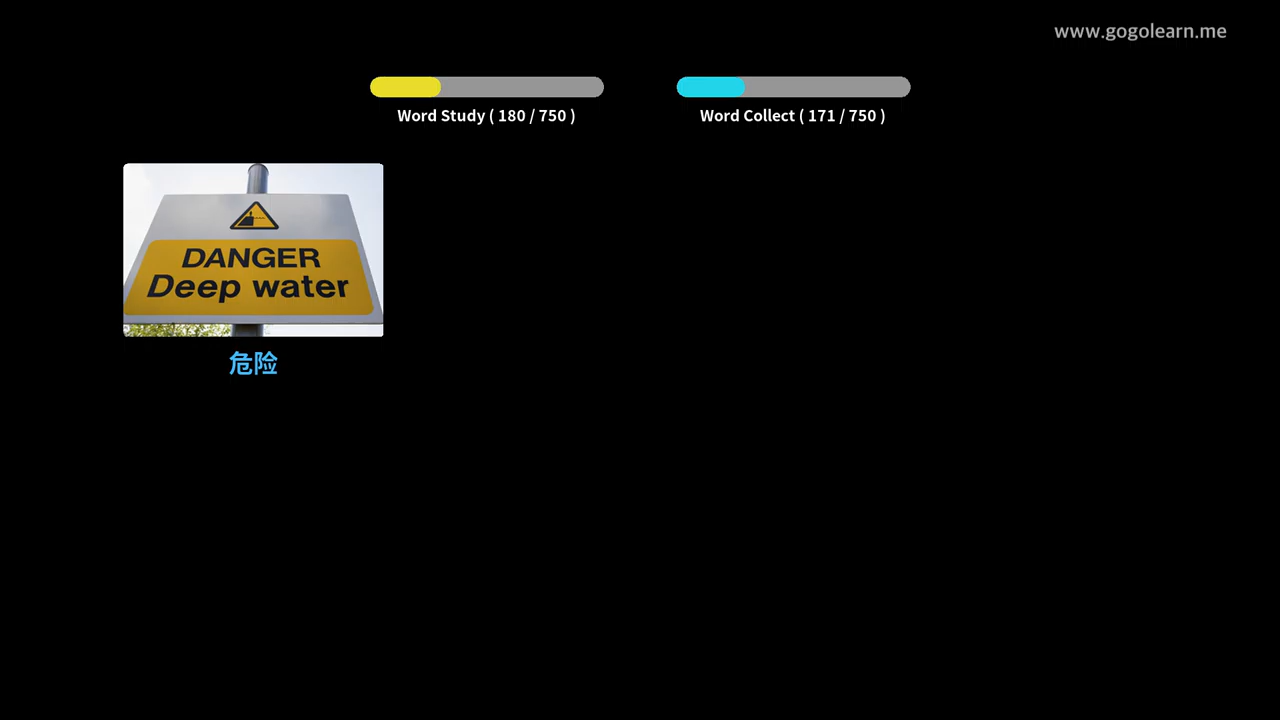 www.gogolearn.me
Word Study ( 180 / 750 )
Word Collect ( 171 / 750 )
DANGER
Deep water
危险